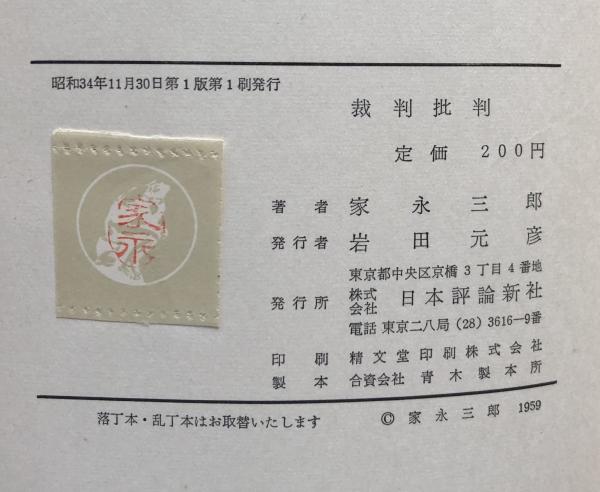 昭和34年11月30日第1版第1刷発行
家永
裁判批判
定価 200円
著者 家永三郎
発行者 岩田元彦
東京都中央区京橋3丁目4番地
発行所 株式会社 日本評論新社
電話 東京二八局(28)3616—9番
印刷 精文堂印刷株式会社
製本 合資会社 青木製本所
落丁本・乱丁本はお取替いたします
© 家永三郎 1959